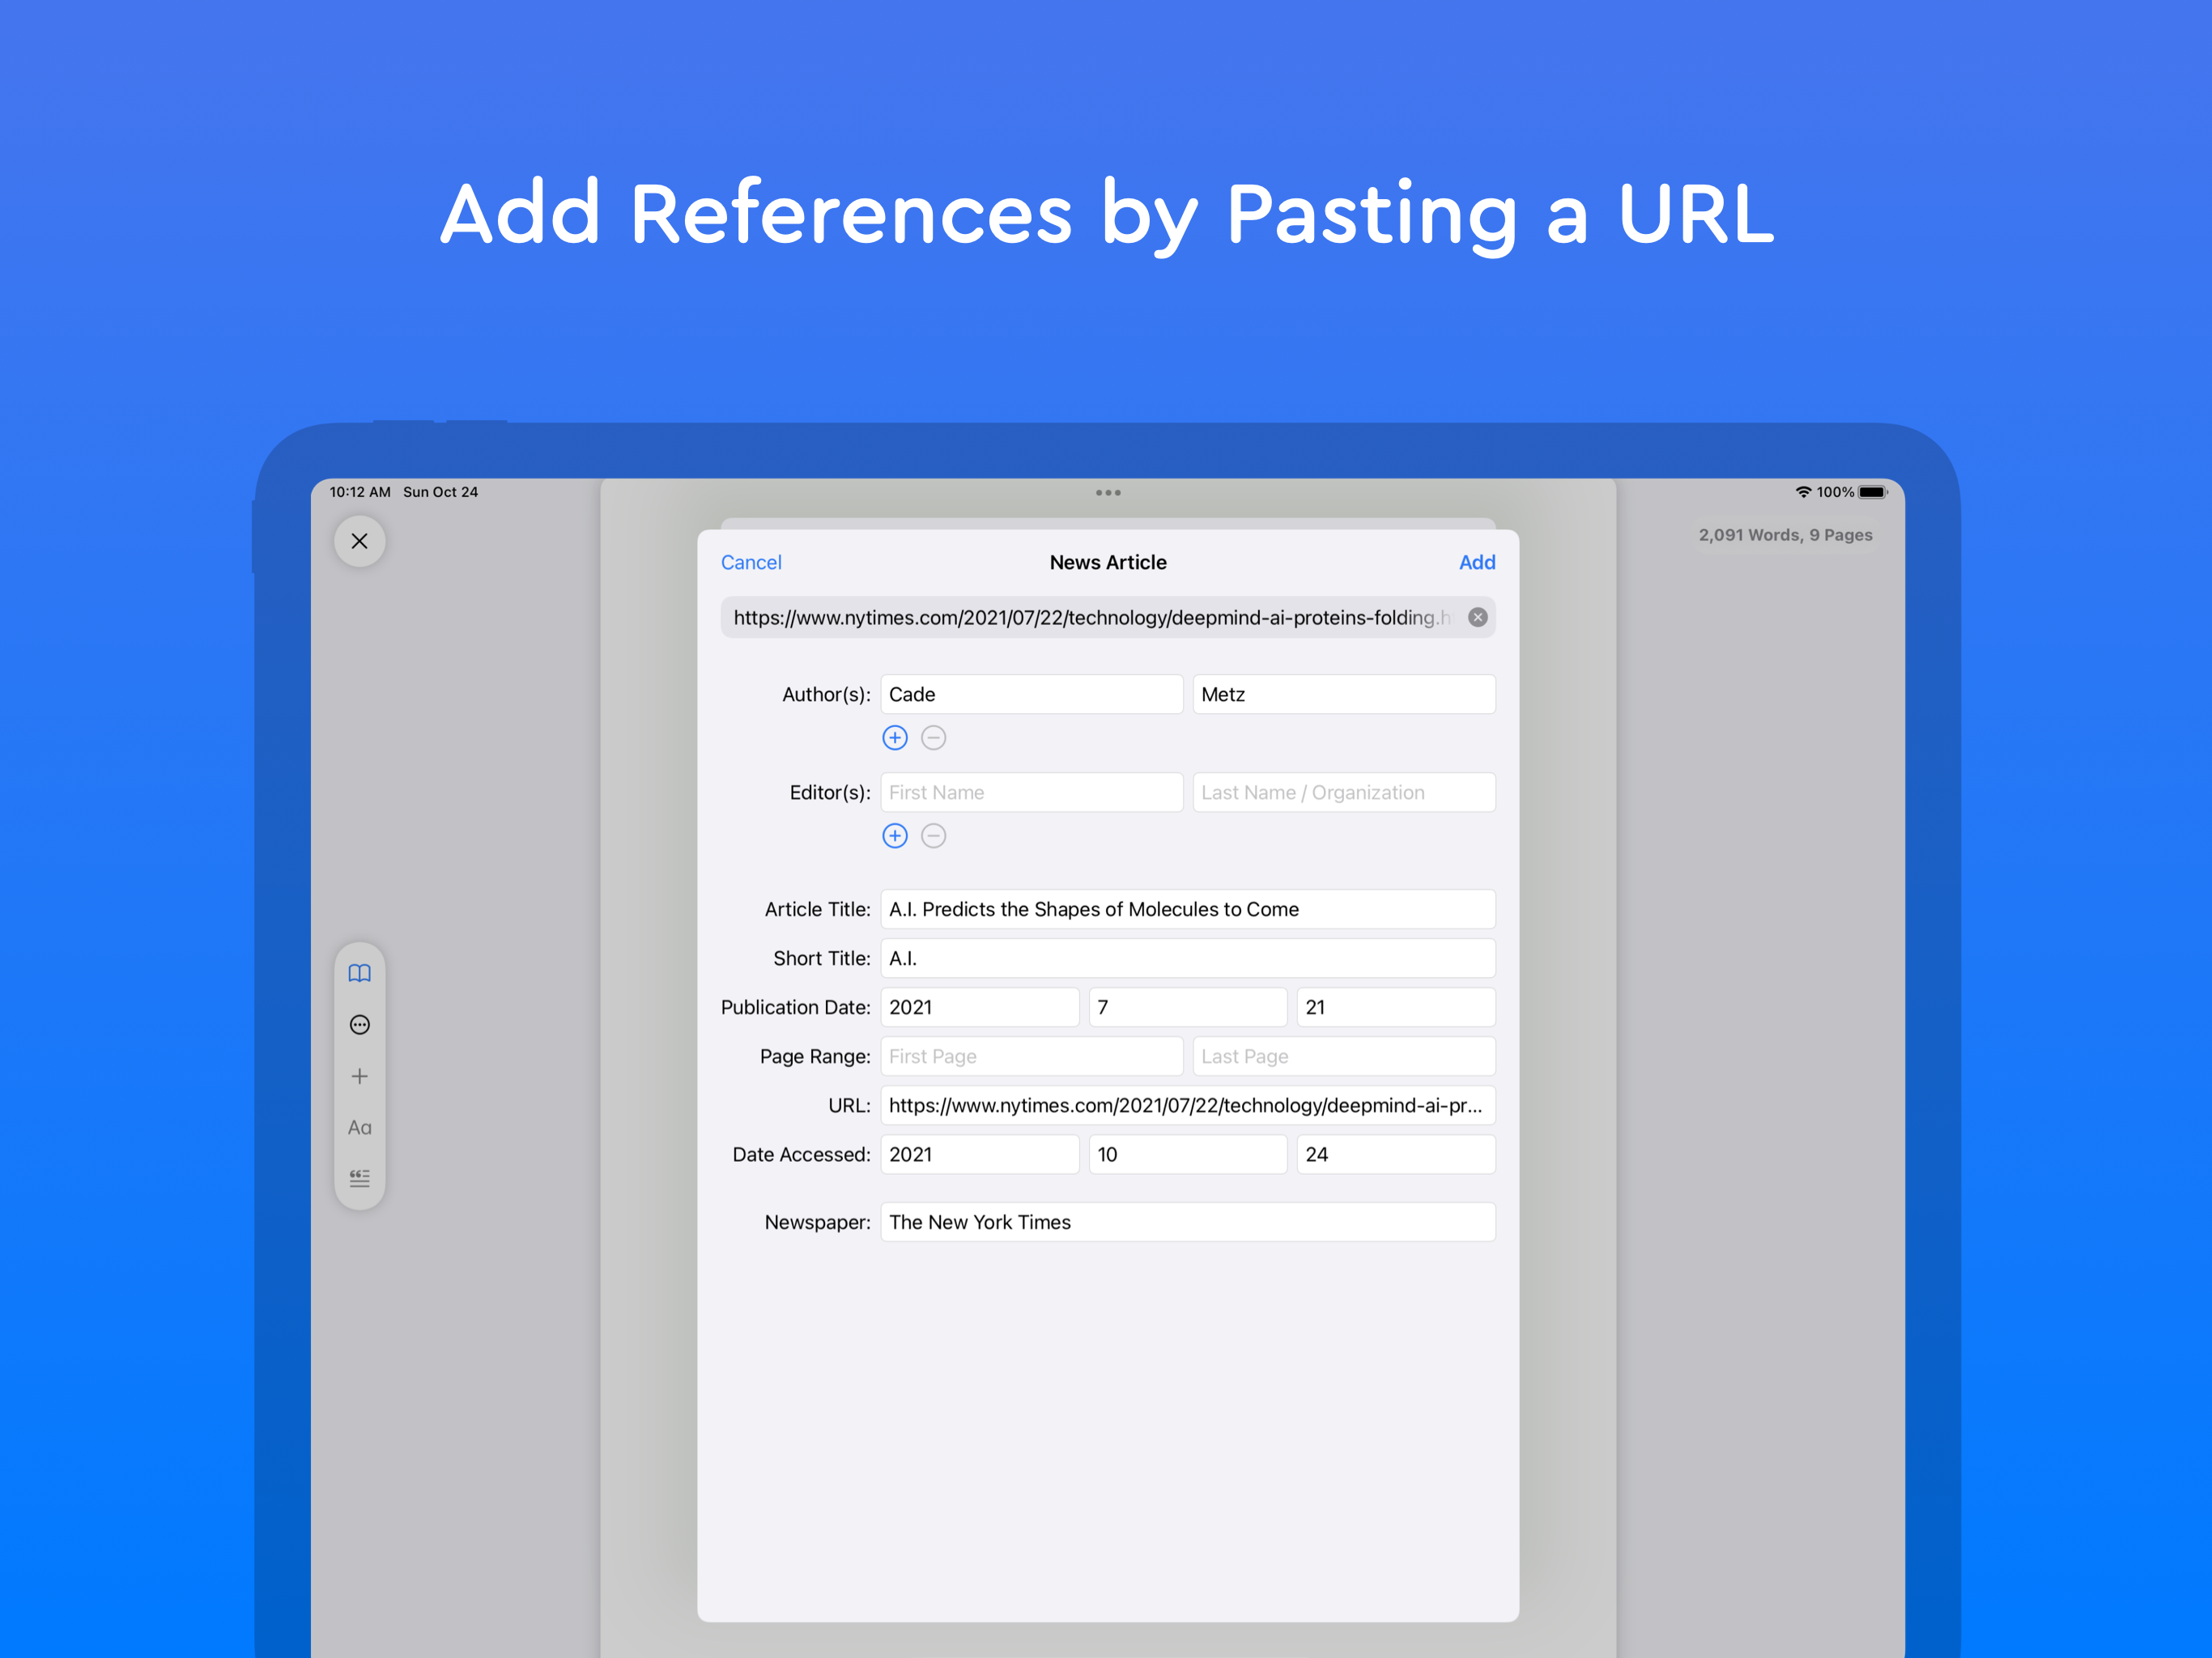 Add References by Pasting a URL
10:12 AM Sun Oct 24
100%
2,091 Words, 9 Pages
Cancel
News Article
Add
https://www.nytimes.com/2021/07/22/technology/deepmind-ai-proteins-folding.h
Author(s): Cade Metz
Editor(s): First Name Last Name / Organization
Article Title: A.I. Predicts the Shapes of Molecules to Come
Short Title: A.I.
Publication Date: 2021 7 21
Page Range: First Page Last Page
URL: https://www.nytimes.com/2021/07/22/technology/deepmind-ai-pr...
Date Accessed: 2021 10 24
Newspaper: The New York Times
Aa